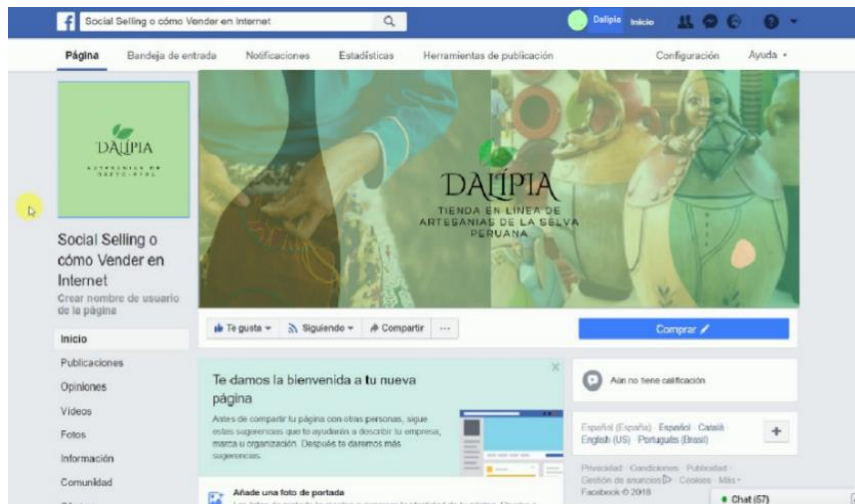 Social Selling o cómo Vender en Internet
Dalipia Inicio
Página Bandeja de entrada Notificaciones Estadísticas Herramientas de publicación Configuración Ayuda
DALÍPIA
DALÍPIA
TIENDA EN LINEA DE
ARTESANIAS DE LA SELVA
PERUANA
Social Selling o
cómo Vender en
Internet
Crear nombre de usuario
de la página
Te gusta Siguiendo Compartir ... Comprar
Inicio
Publicaciones
Opiniones
Vídeos
Fotos
Información
Comunidad
Te damos la bienvenida a tu nueva
página
Antes de compartir tu página con otras personas, sigue
estas sugerencias que te ayudarán a describir tu empresa,
marca u organización. Después te daremos más
sugerencias.
Añade una foto de portada
Aún no tiene calificación
Español (España) Español Català
English (US) Português (Brasil)
Privacidad Condiciones Publicidad
Gestión de anuncios Cookies Más
Facebook © 2018
Chat (57)